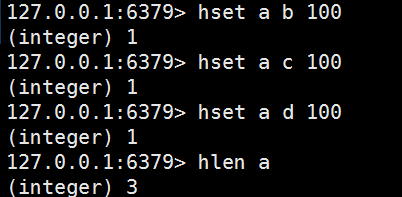 127.0.0.1:6379> hset a b 100
(integer) 1
127.0.0.1:6379> hset a c 100
(integer) 1
127.0.0.1:6379> hset a d 100
(integer) 1
127.0.0.1:6379> hlen a
(integer) 3